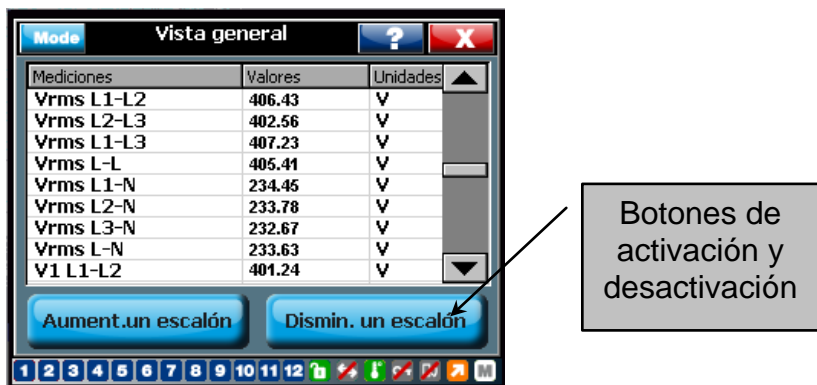 Mode Vista general ? X
Mediciones Valores Unidades
Vrms L1-L2 406.43 V
Vrms L2-L3 402.56 V
Vrms L1-L3 407.23 V
Vrms L-L 405.41 V
Vrms L1-N 234.45 V
Vrms L2-N 233.78 V
Vrms L3-N 232.67 V
Vrms L-N 233.63 V
V1 L1-L2 401.24 V
Aument.un escalón Dismin. un escalón
1 2 3 4 5 6 7 8 9 10 11 12 M
Botones de
activación y
desactivación